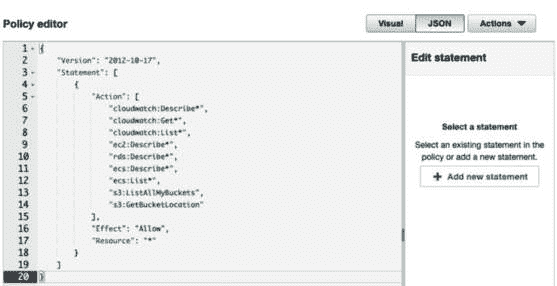 Policy editor
Visual JSON Actions ▼
1 {
2 "Version": "2012-10-17",
3 "Statement": [
4 {
5 "Action": [
6 "cloudwatch:Describe*",
7 "cloudwatch:Get*",
8 "cloudwatch:List*",
9 "ec2:Describe*",
10 "rds:Describe*",
11 "ecs:Describe*",
12 "ecs:List*",
13 "s3:ListAllMyBuckets",
14 "s3:GetBucketLocation"
15 ],
16 "Effect": "Allow",
17 "Resource": "*"
18 }
19 ]
20 }
Edit statement
Select a statement
Select an existing statement in the
policy or add a new statement.
+ Add new statement